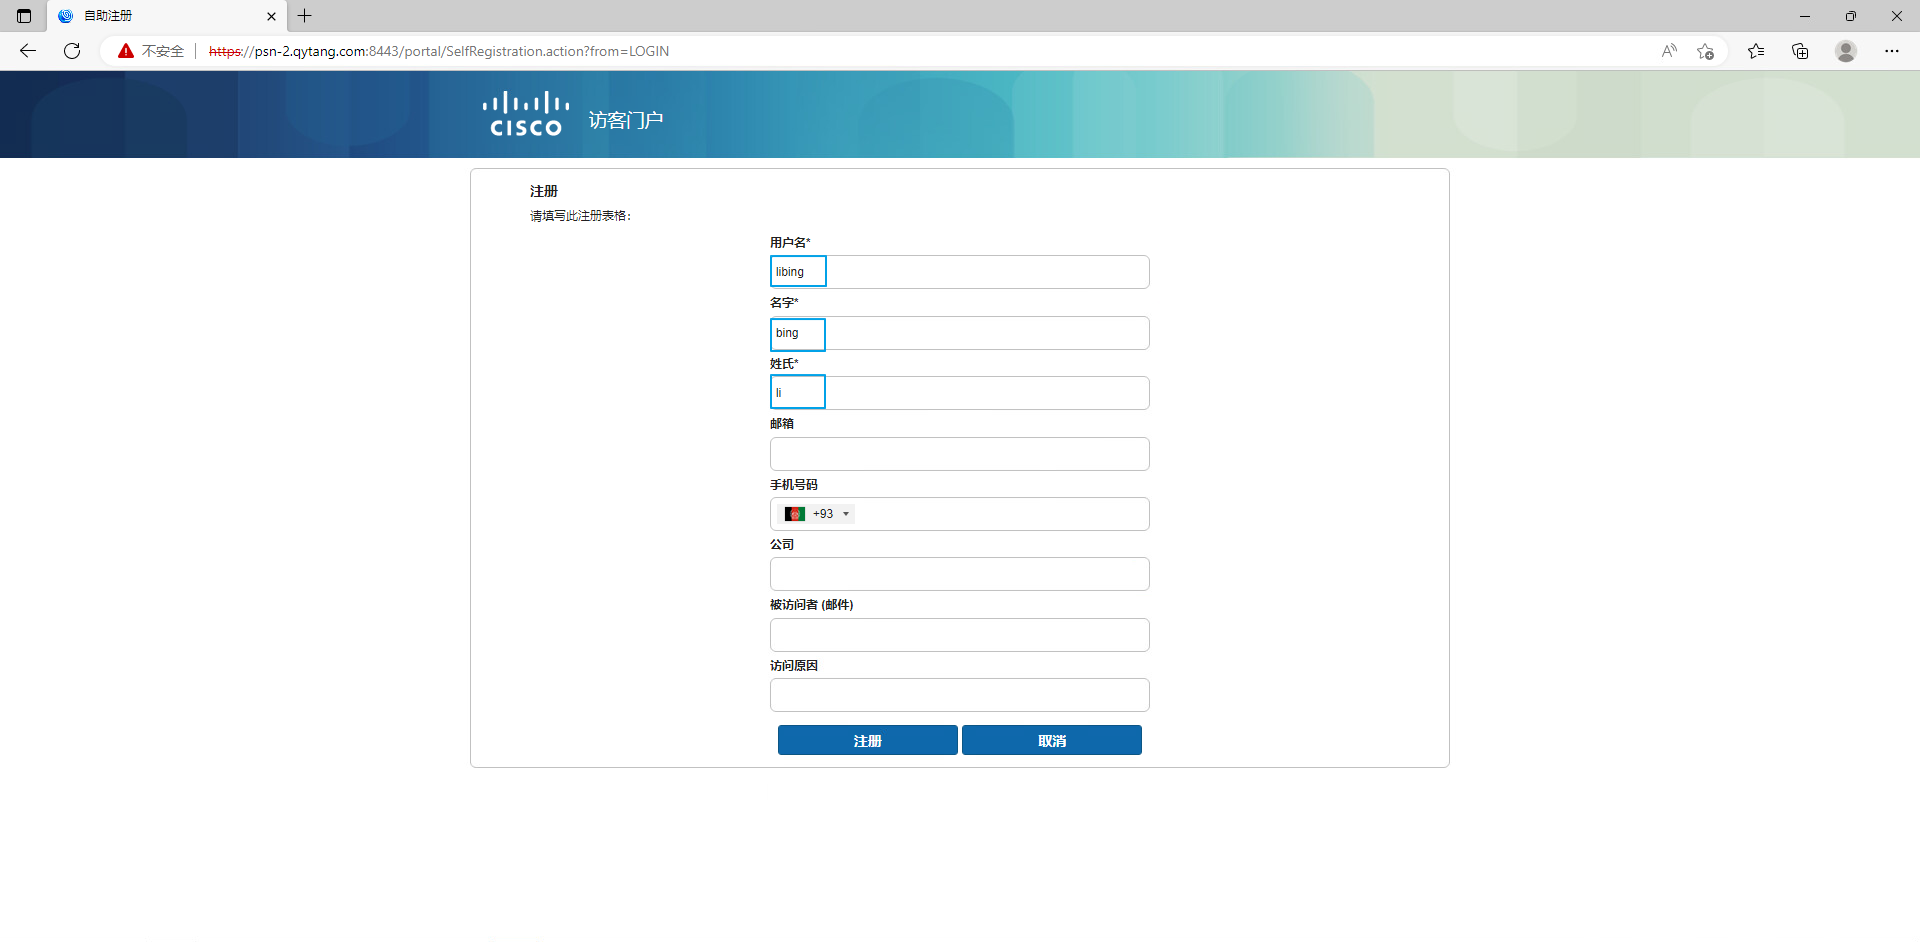 自助注册
不安全
https://psn-2.qytang.com:8443/portal/SelfRegistration.action?from=LOGIN
CISCO
访客门户
注册
请填写此注册表格：
用户名*
libing
名字*
bing
姓氏*
li
邮箱
手机号码
+93
公司
被访问者 (邮件)
访问原因
注册
取消